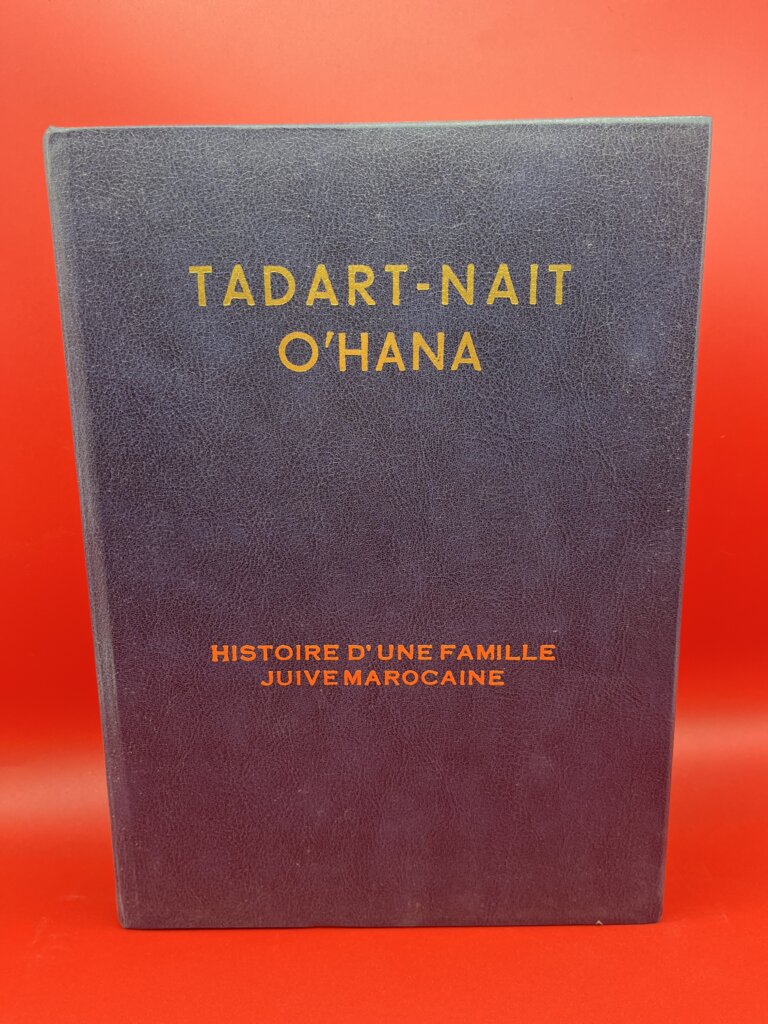 TADART-NAIT
O'HANA
HISTOIRE D'UNE FAMILLE
JUIVE MAROCAINE